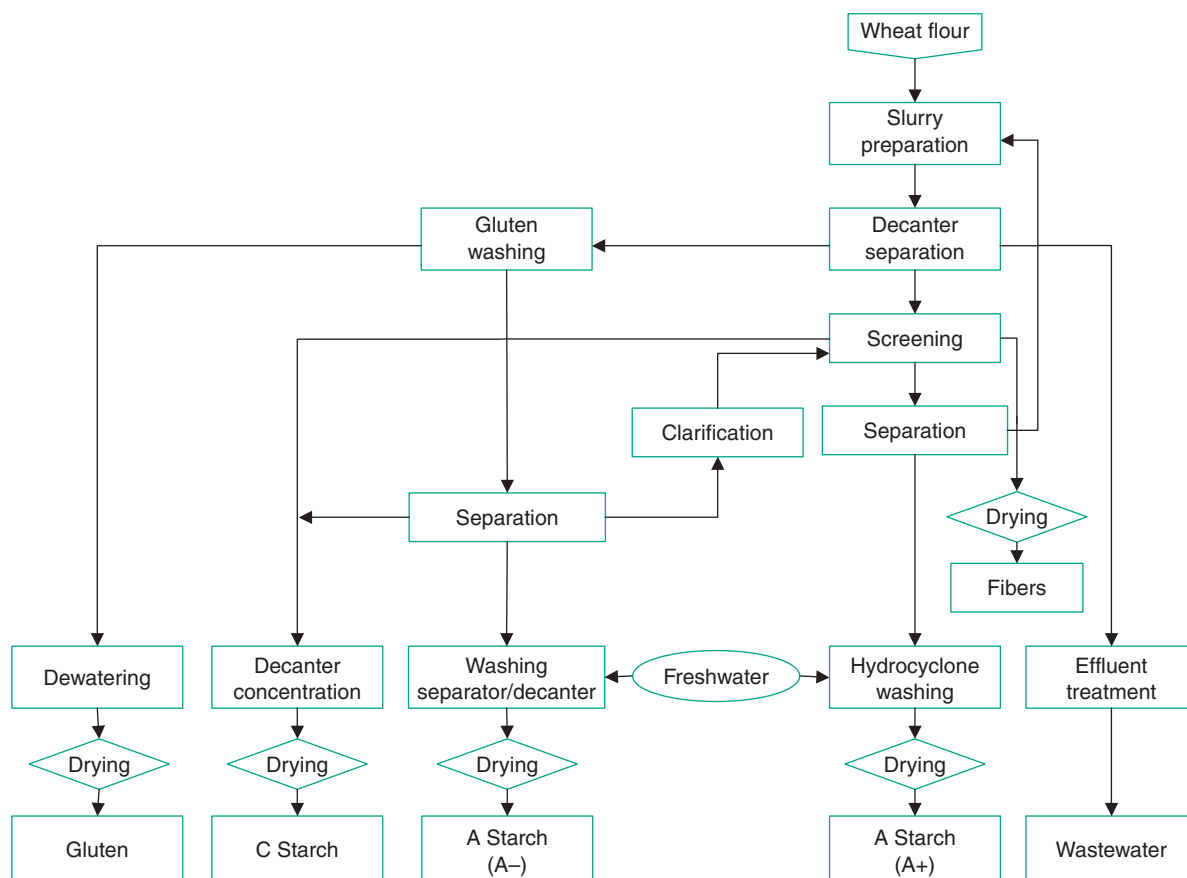 Wheat flour
Slurry
preparation
Gluten
washing
Decanter
separation
Screening
Clarification
Separation
Separation
Drying
Fibers
Dewatering
Decanter
concentration
Washing
separator/decanter
Freshwater
Hydrocyclone
washing
Effluent
treatment
Drying
Drying
Drying
Drying
Gluten
C Starch
A Starch
(A–)
A Starch
(A+)
Wastewater